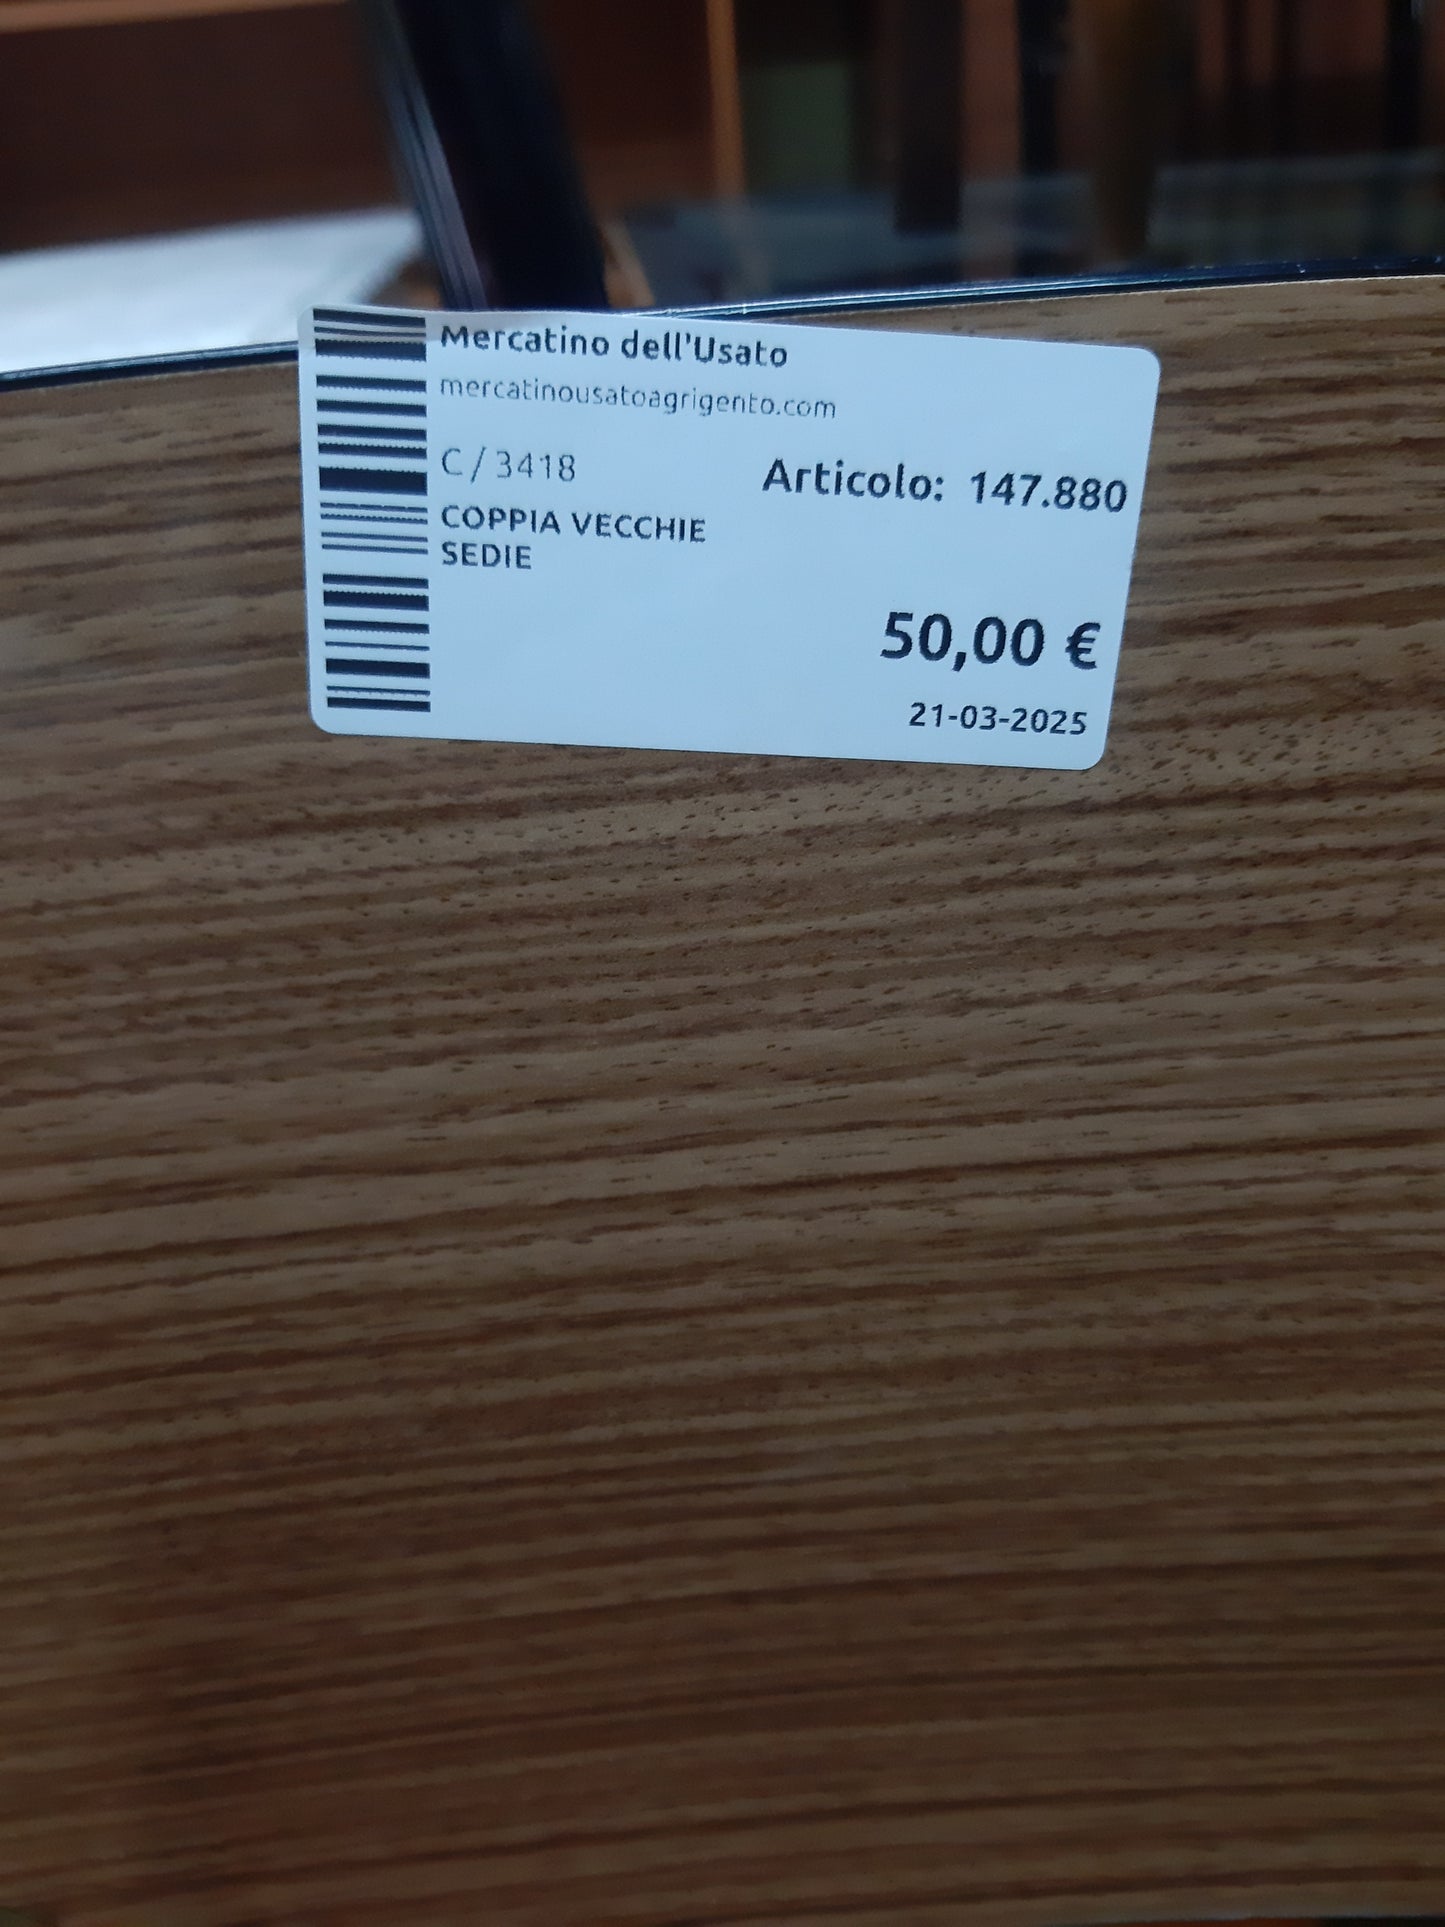 Mercatino dell'Usato
mercatinousatoagrigento.com
C/3418
Articolo: 147.880
COPPIA VECCHIE
SEDIE
50,00 €
21-03-2025